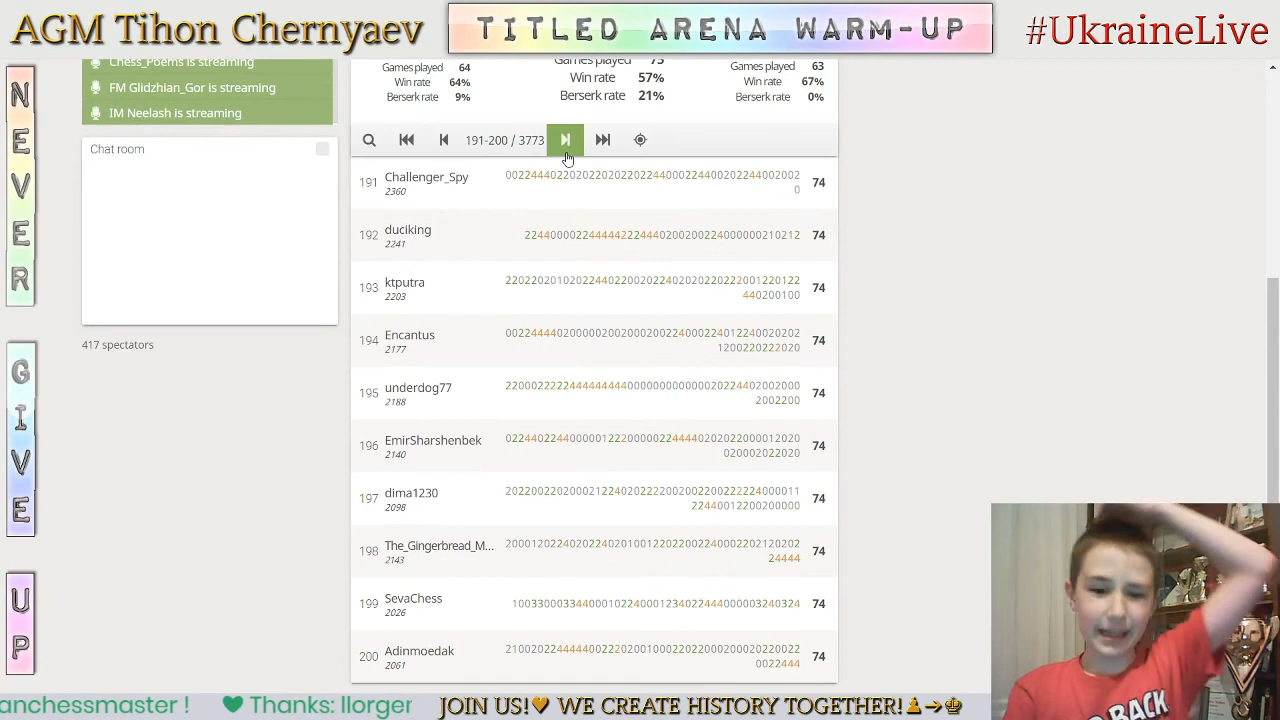 AGM Tihon Chernyaev
TITLED ARENA WARM-UP
#UkraineLive
NEVER
GIVE
UP
Chess_Poems is streaming
FM Glidzhian_Gor is streaming
IM Neelash is streaming
Chat room
417 spectators
Games played 64
Win rate 64%
Berserk rate 9%
Games played 75
Win rate 57%
Berserk rate 21%
Games played 63
Win rate 67%
Berserk rate 0%
191-200 / 3773
191 Challenger_Spy 74
2360
192 duciking 2244000022444442224440200200224000000210212 74
2241
193 ktputra 74
2203
194 Encantus 74
2177
195 underdog77 74
2188
196 EmirSharshenbek 74
2140
197 dima1230 74
2098
198 The_Gingerbread_M... 74
2143
199 SevaChess 74
2026
200 Adinmoedak 74
2061
BACK
anchessmaster ! Thanks: llorger
JOIN US!🧡 WE CREATE HISTORY TOGETHER!♟→♚